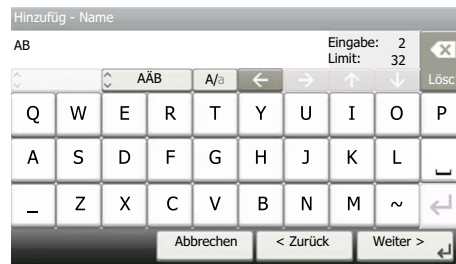 Hinzufüg - Name
AB Eingabe: 2
Limit: 32
AÄB A/a Lösc
Q W E R T Y U I O P
A S D F G H J K L
_ Z X C V B N M ~
Abbrechen < Zurück Weiter >